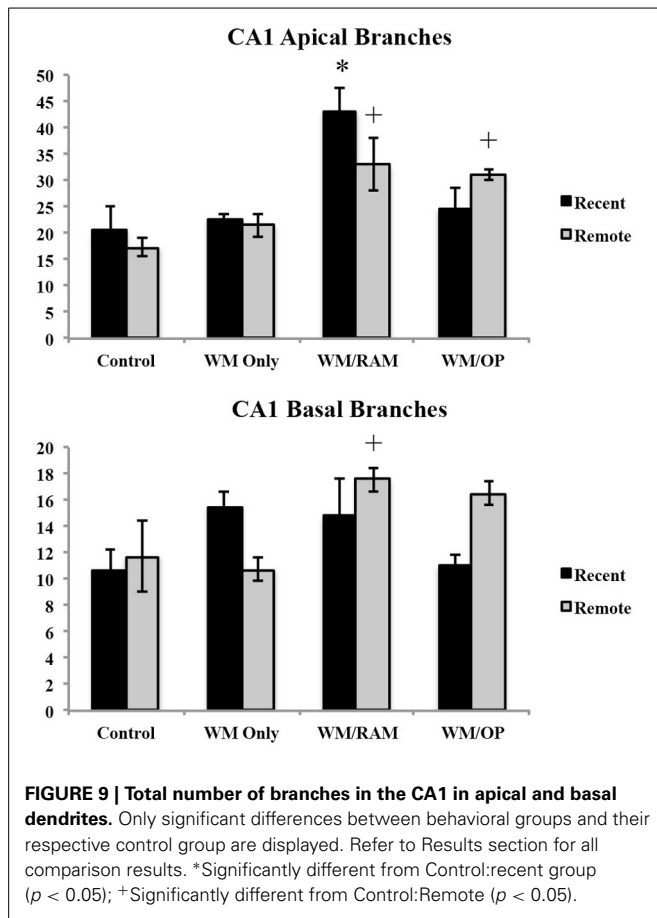 CA1 Apical Branches
50
45
40
35
30
25
20
15
10
5
0
*
+
+
Recent
Remote
Control WM Only WM/RAM WM/OP
CA1 Basal Branches
20
18
16
14
12
10
8
6
4
2
0
+
Recent
Remote
Control WM Only WM/RAM WM/OP
FIGURE 9 | Total number of branches in the CA1 in apical and basal
dendrites. Only significant differences between behavioral groups and their
respective control group are displayed. Refer to Results section for all
comparison results. *Significantly different from Control:recent group
(p < 0.05); +Significantly different from Control:Remote (p < 0.05).